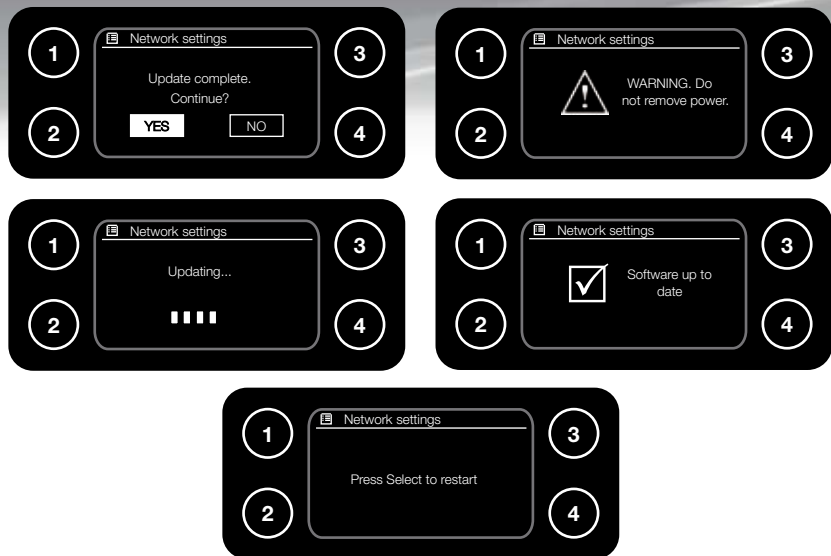 1
Network settings
3
Update complete.
Continue?
YES NO
2
4
1
Network settings
3
WARNING. Do
not remove power.
2
4
1
Network settings
3
Updating...
2
4
1
Network settings
3
Software up to
date
2
4
1
Network settings
3
Press Select to restart
2
4